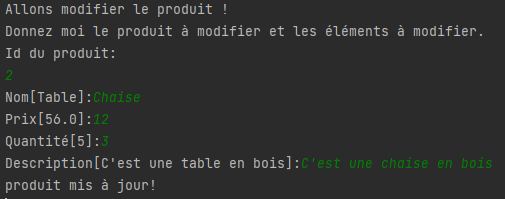 Allons modifier le produit !
Donnez moi le produit à modifier et les éléments à modifier.
Id du produit:
2
Nom[Table]:Chaise
Prix[56.0]:12
Quantité[5]:3
Description[C'est une table en bois]:C'est une chaise en bois
produit mis à jour!